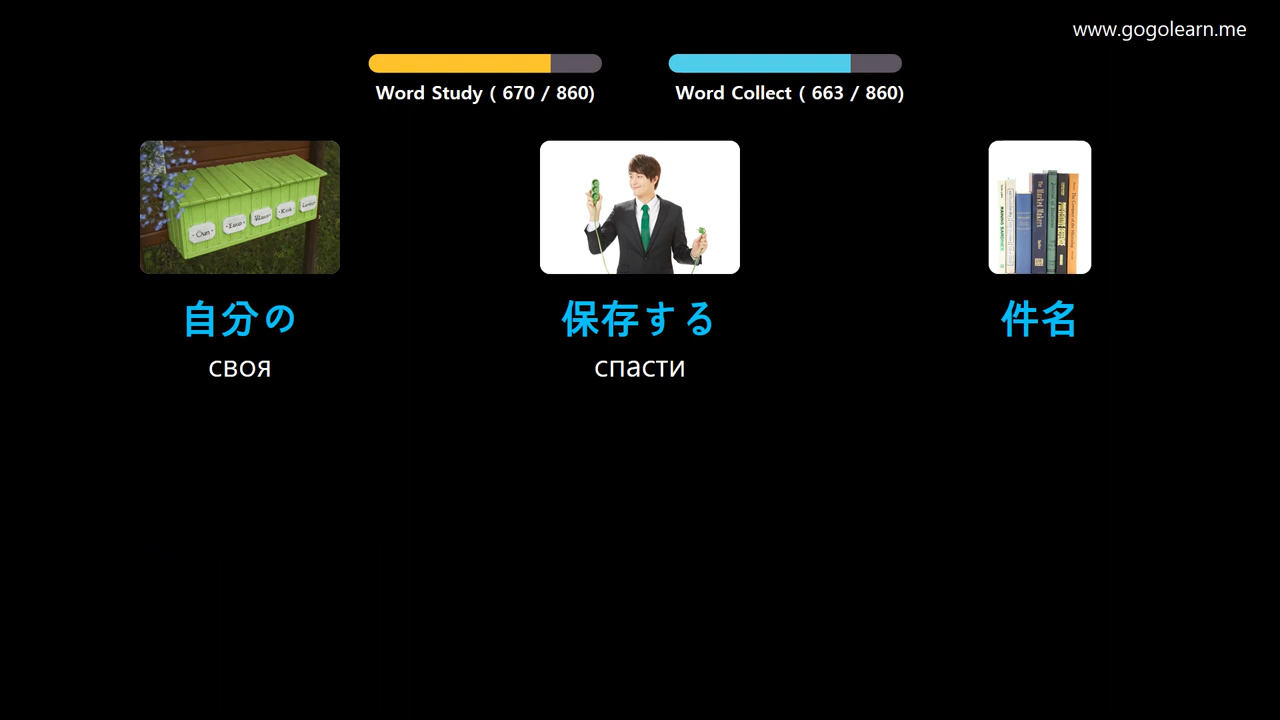 www.gogolearn.me
Word Study ( 670 / 860)
Word Collect ( 663 / 860)
自分の
保存する
件名
своя
спасти